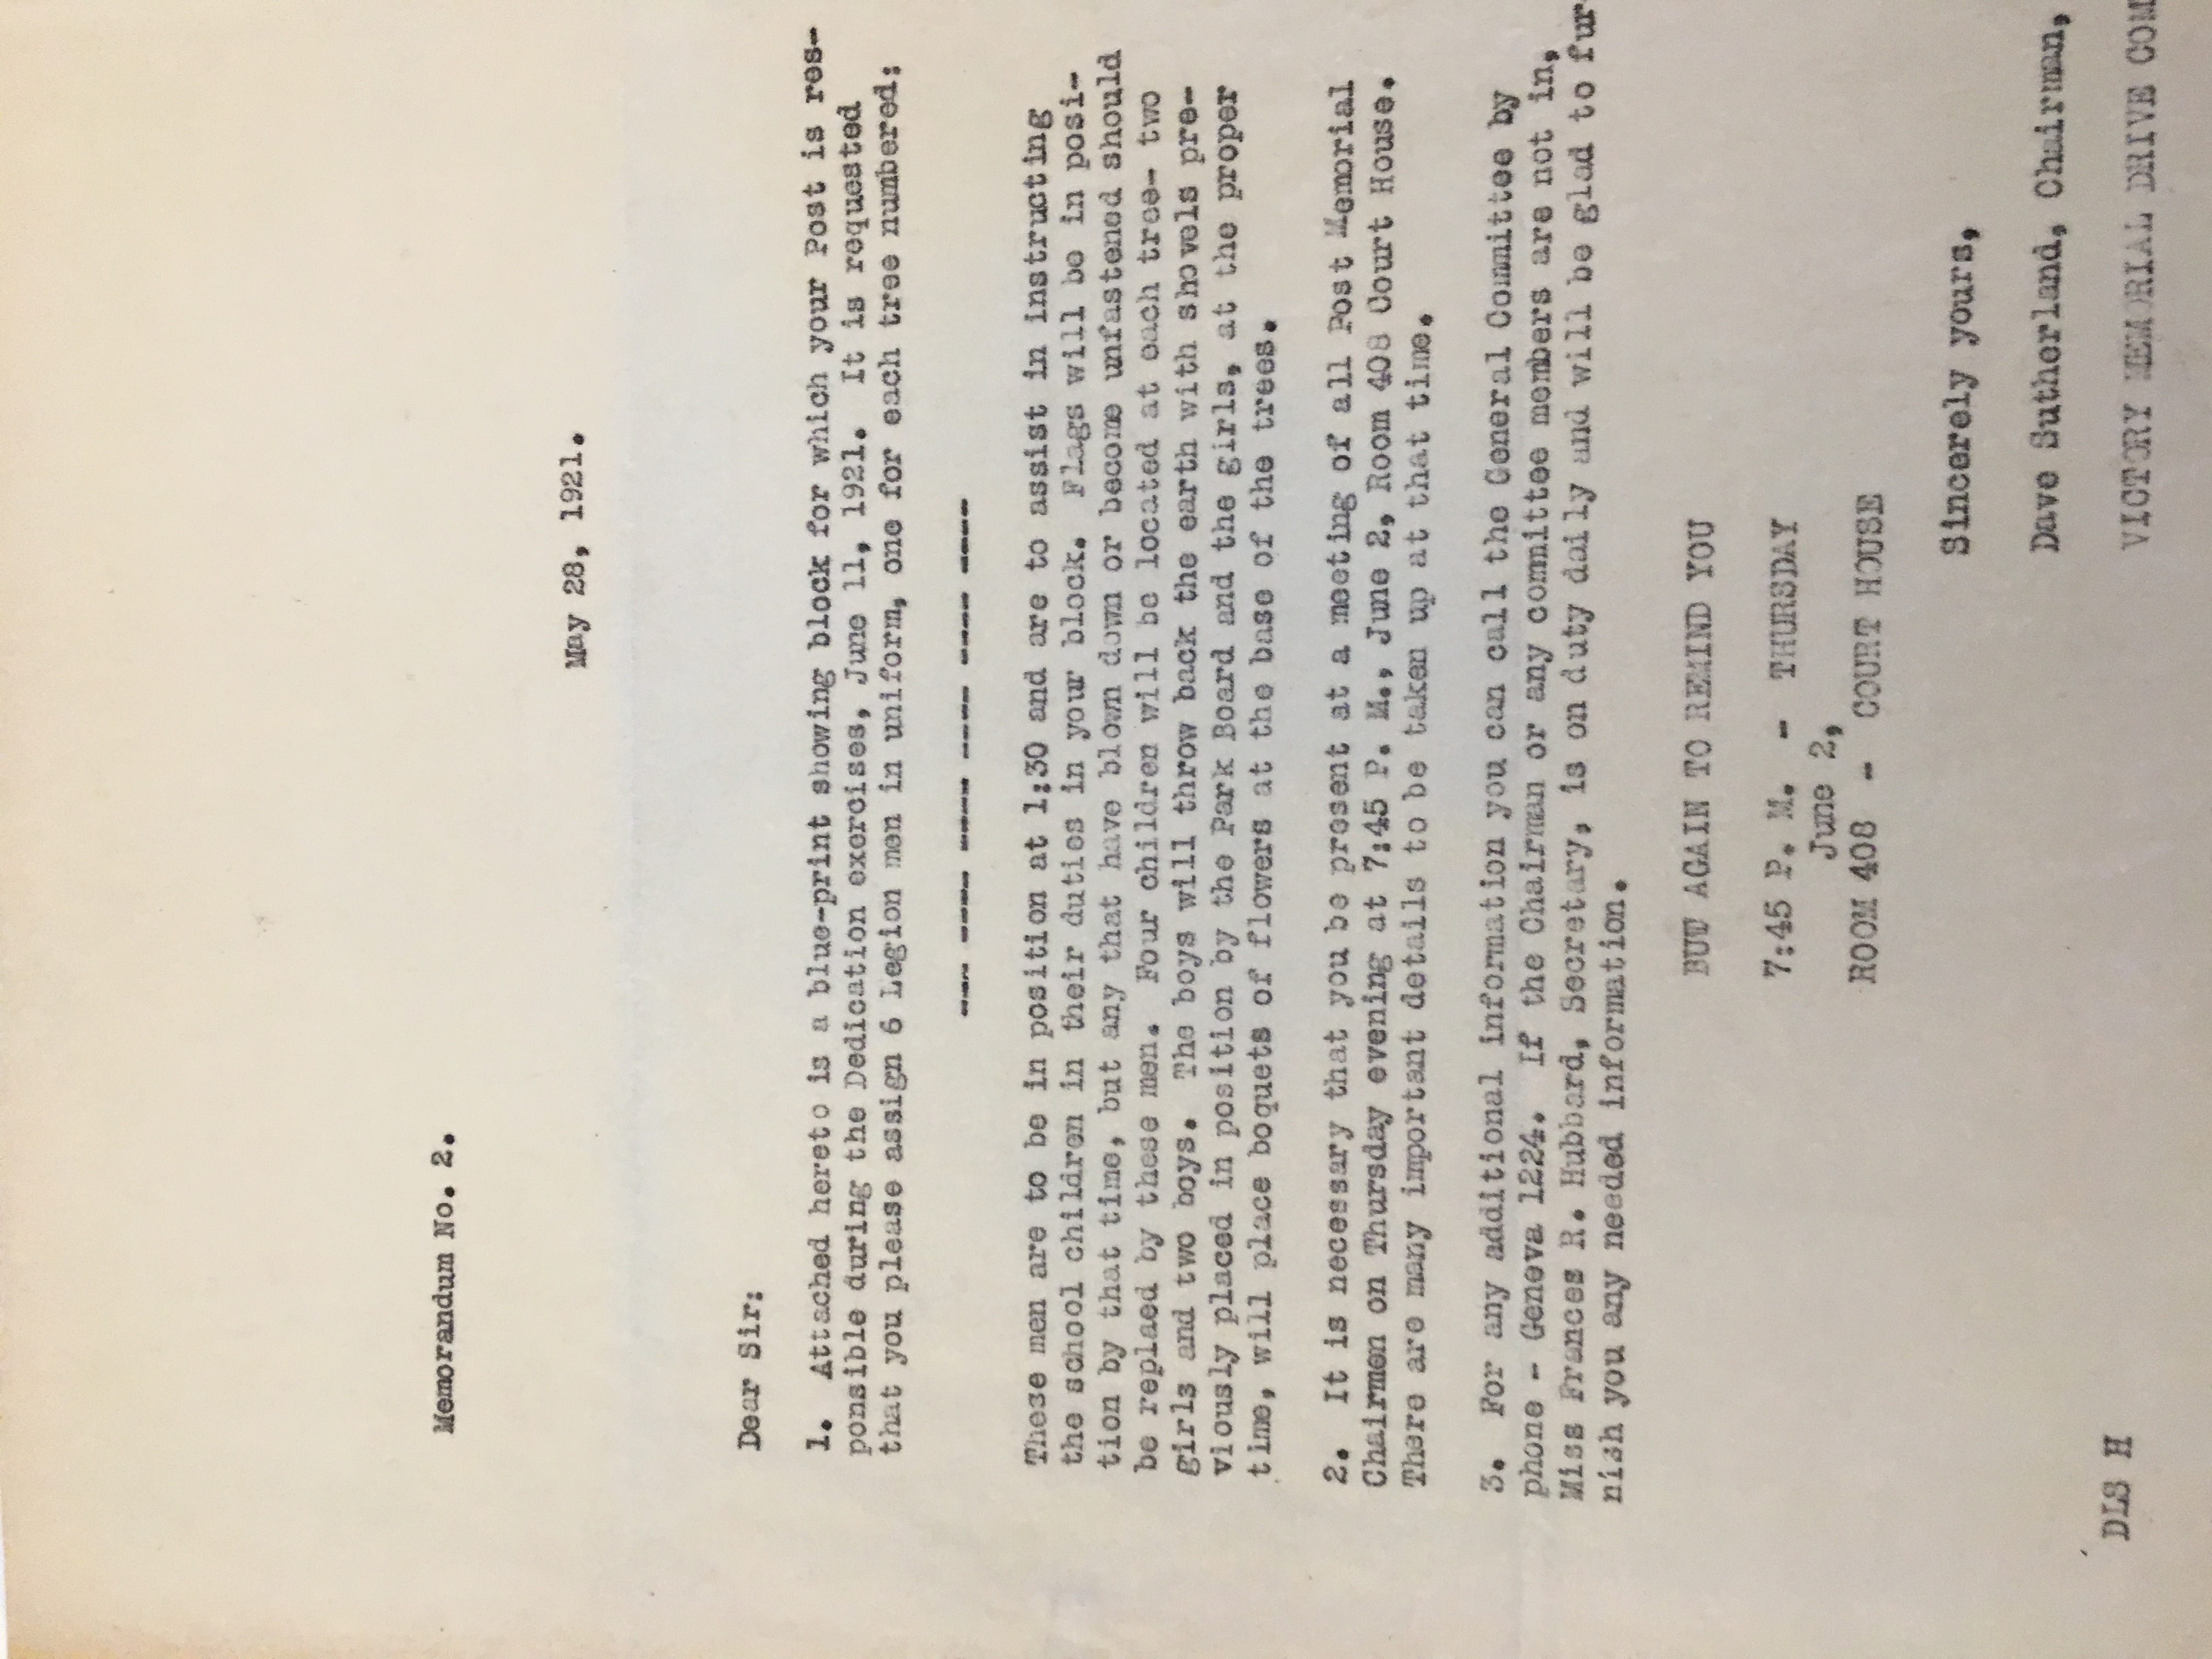 Memorandum No. 2.
May 28, 1921.
Dear Sir:
1. Attached hereto is a blue-print showing block for which your Post is res-
ponsible during the Dedication exercises, June 11, 1921. It is requested
that you please assign 6 Legion men in uniform, one for each tree numbered:
--- ---- ---- ---- ---- ----
These men are to be in position at 1:30 and are to assist in instructing
the school children in their duties in your block. Flags will be in posi-
tion by that time, but any that have blown down or become unfastened should
be replaed by these men. Four children will be located at each tree- two
girls and two boys. The boys will throw back the earth with shovels pre-
viously placed in position by the Park Board and the girls, at the proper
time, will place boquets of flowers at the base of the trees.
2. It is necessary that you be present at a meeting of all Post Memorial
Chairmen on Thursday evening at 7:45 P. M., June 2, Room 408 Court House.
There are many important details to be taken up at that time.
3. For any additional information you can call the General Committee by
phone - Geneva 1224. If the Chairman or any committee members are not in,
Miss Frances R. Hubbard, Secretary, is on duty daily and will be glad to fur-
nish you any needed information.
BUT AGAIN TO REMIND YOU
7:45 P. M. - THURSDAY
June 2,
ROOM 408 - COURT HOUSE
Sincerely yours,
Dave Sutherland, Chairman,
DLS H
VICTORY MEMORIAL DRIVE COM